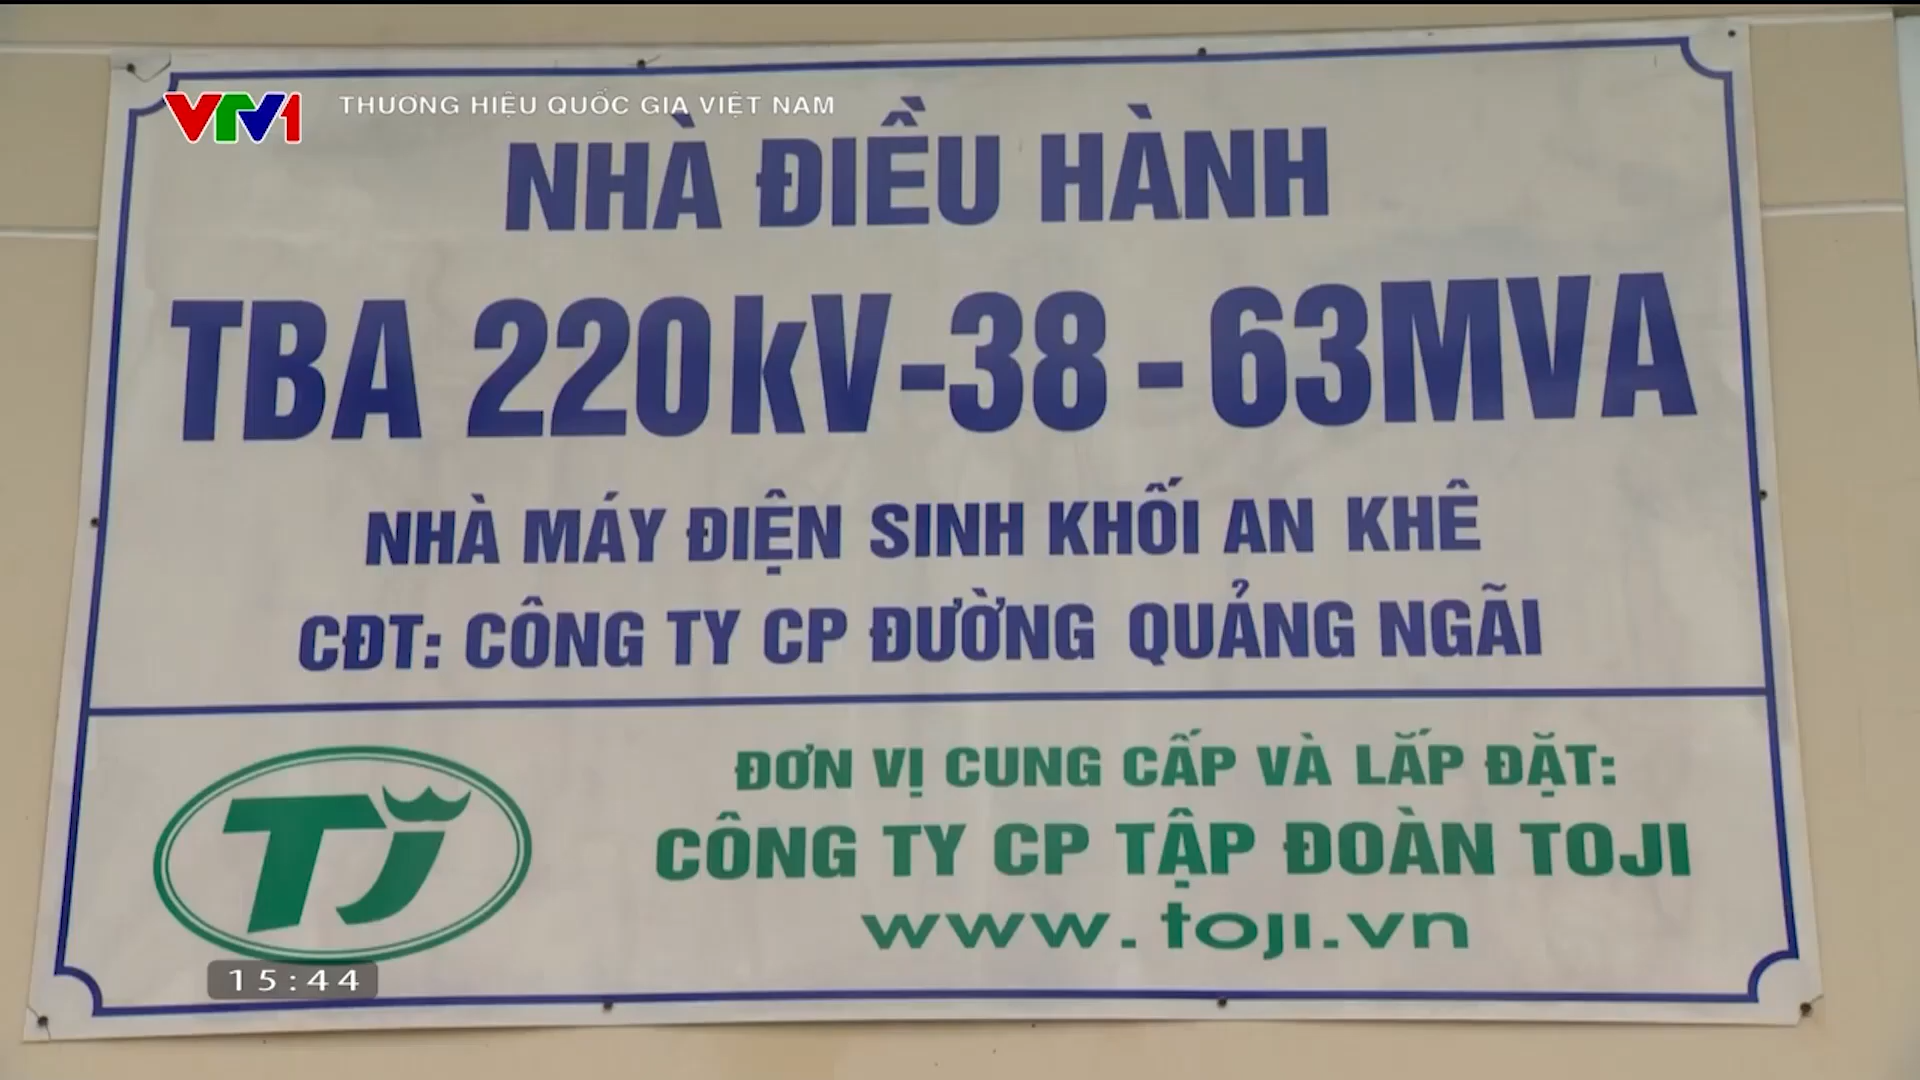 VTV1 THƯƠNG HIỆU QUỐC GIA VIỆT NAM
NHÀ ĐIỀU HÀNH
TBA 220kV-38-63MVA
NHÀ MÁY ĐIỆN SINH KHỐI AN KHÊ
CĐT: CÔNG TY CP ĐƯỜNG QUẢNG NGÃI
TJ
ĐƠN VỊ CUNG CẤP VÀ LẮP ĐẶT:
CÔNG TY CP TẬP ĐOÀN TOJI
www.toji.vn
15:44